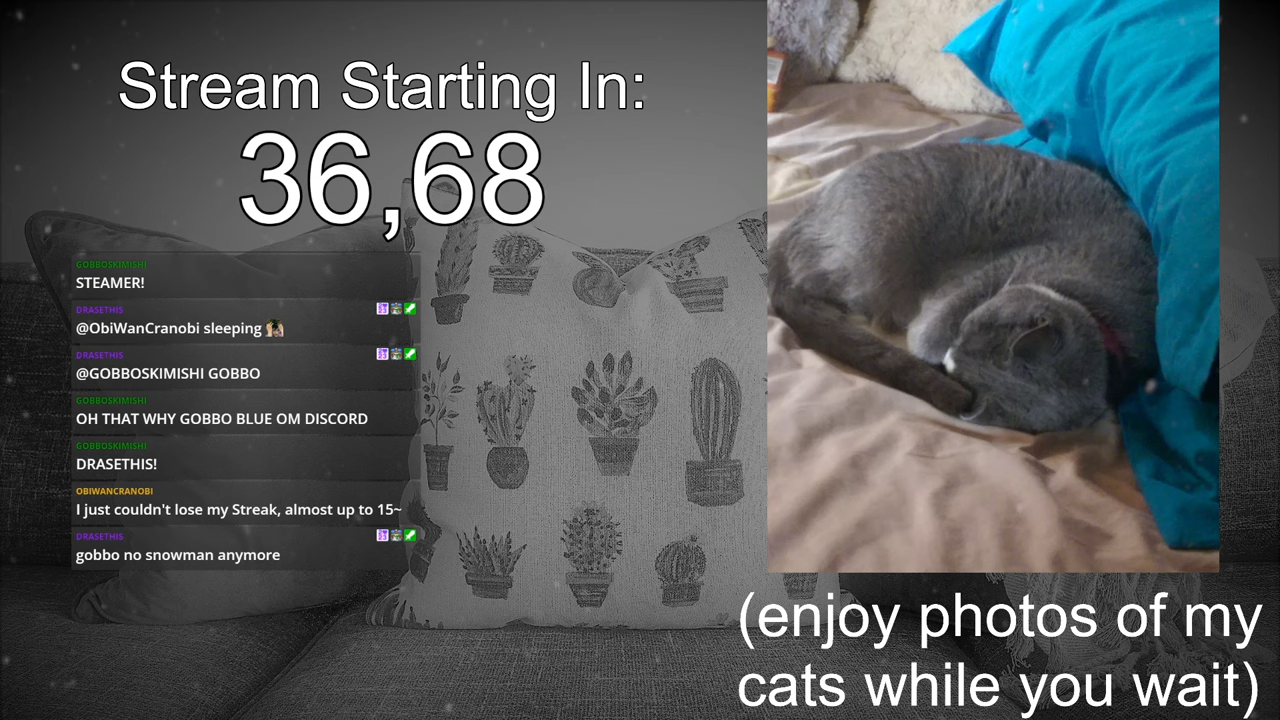 Stream Starting In:
36,68
GOBBOSKIMISHI
STEAMER!
DRASETHIS
@ObiWanCranobi sleeping
DRASETHIS
@GOBBOSKIMISHI GOBBO
GOBBOSKIMISHI
OH THAT WHY GOBBO BLUE OM DISCORD
GOBBOSKIMISHI
DRASETHIS!
OBIWANCRANOBI
I just couldn't lose my Streak, almost up to 15~
DRASETHIS
gobbo no snowman anymore
(enjoy photos of my
cats while you wait)